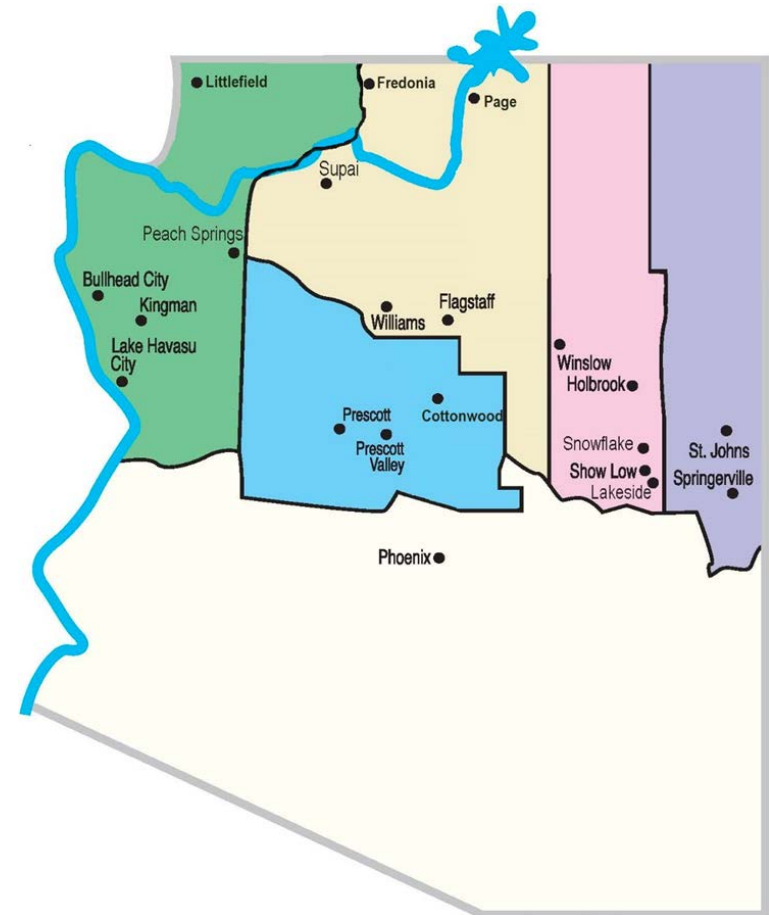 Littlefield
Fredonia
Page
Supai
Peach Springs
Bullhead City
Kingman
Lake Havasu
City
Williams
Flagstaff
Winslow
Holbrook
Prescott
Prescott
Valley
Cottonwood
Snowflake
Show Low
Lakeside
St. Johns
Springerville
Phoenix